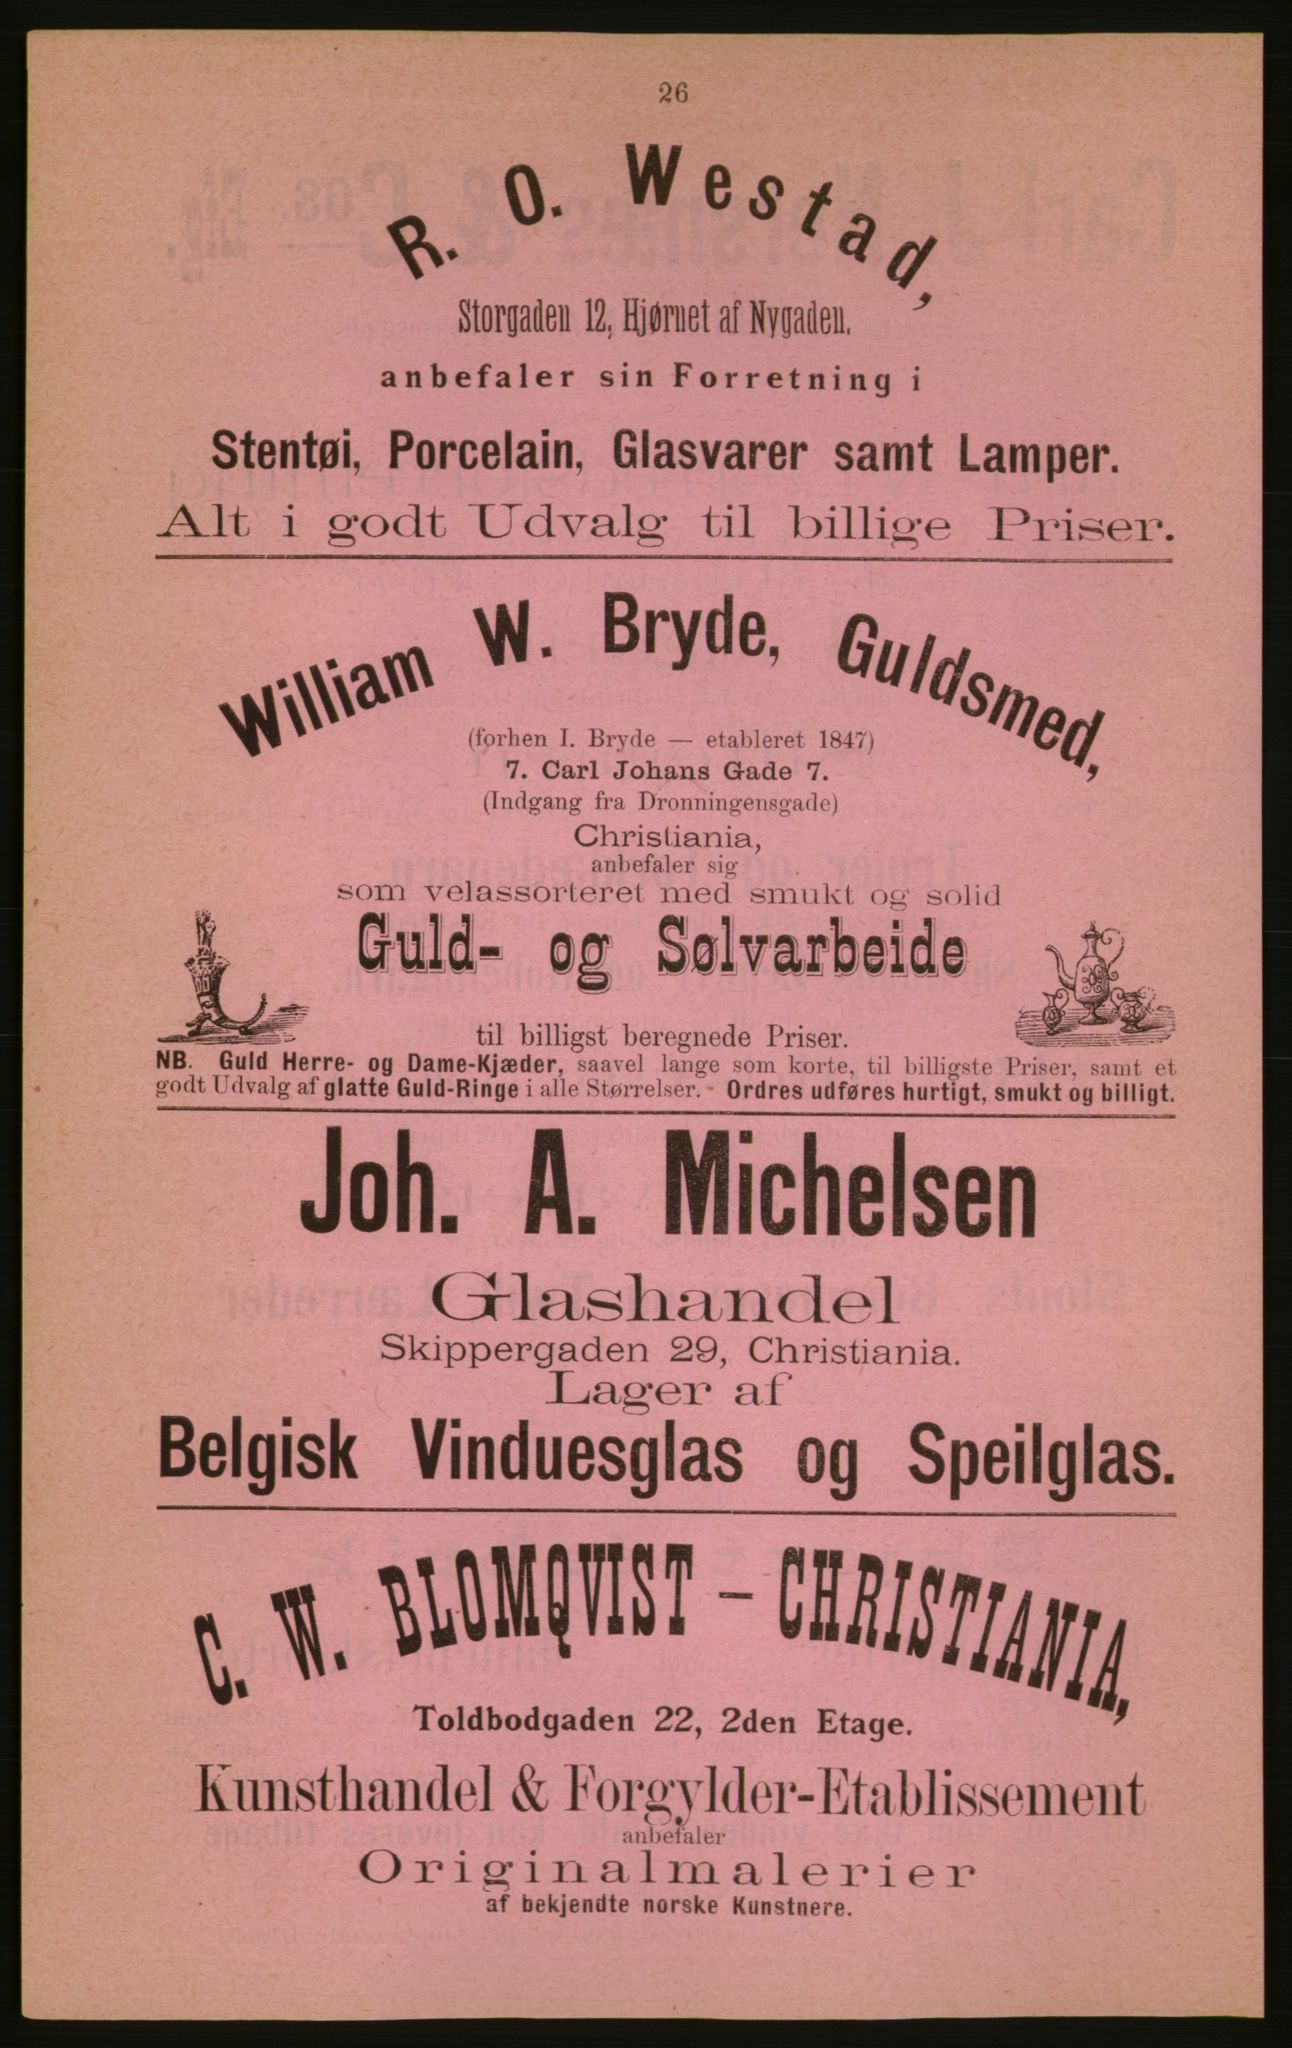 26
R. O. Westad,
Storgaden 12, Hjørnet af Nygaden.
anbefaler sin Forretning i
Stentøi, Porcelain, Glasvarer samt Lamper.
Alt i godt Udvalg til billige Priser.
William W. Bryde, Guldsmed,
(forhen I. Bryde — etableret 1847)
7. Carl Johans Gade 7.
(Indgang fra Dronningensgade)
Christiania,
anbefaler sig
som velassorteret med smukt og solid
Guld- og Sølvarbeide
til billigst beregnede Priser.
NB. Guld Herre- og Dame-Kjæder, saavel lange som korte, til billigste Priser, samt et
godt Udvalg af glatte Guld-Ringe i alle Størrelser. - Ordres udføres hurtigt, smukt og billigt.
Joh. A. Michelsen
Glashandel
Skippergaden 29, Christiania.
Lager af
Belgisk Vinduesglas og Speilglas.
C. W. BLOMQVIST — CHRISTIANIA,
Toldbodgaden 22, 2den Etage.
Kunsthandel & Forgylder-Etablissement
anbefaler
Originalmalerier
af bekjendte norske Kunstnere.